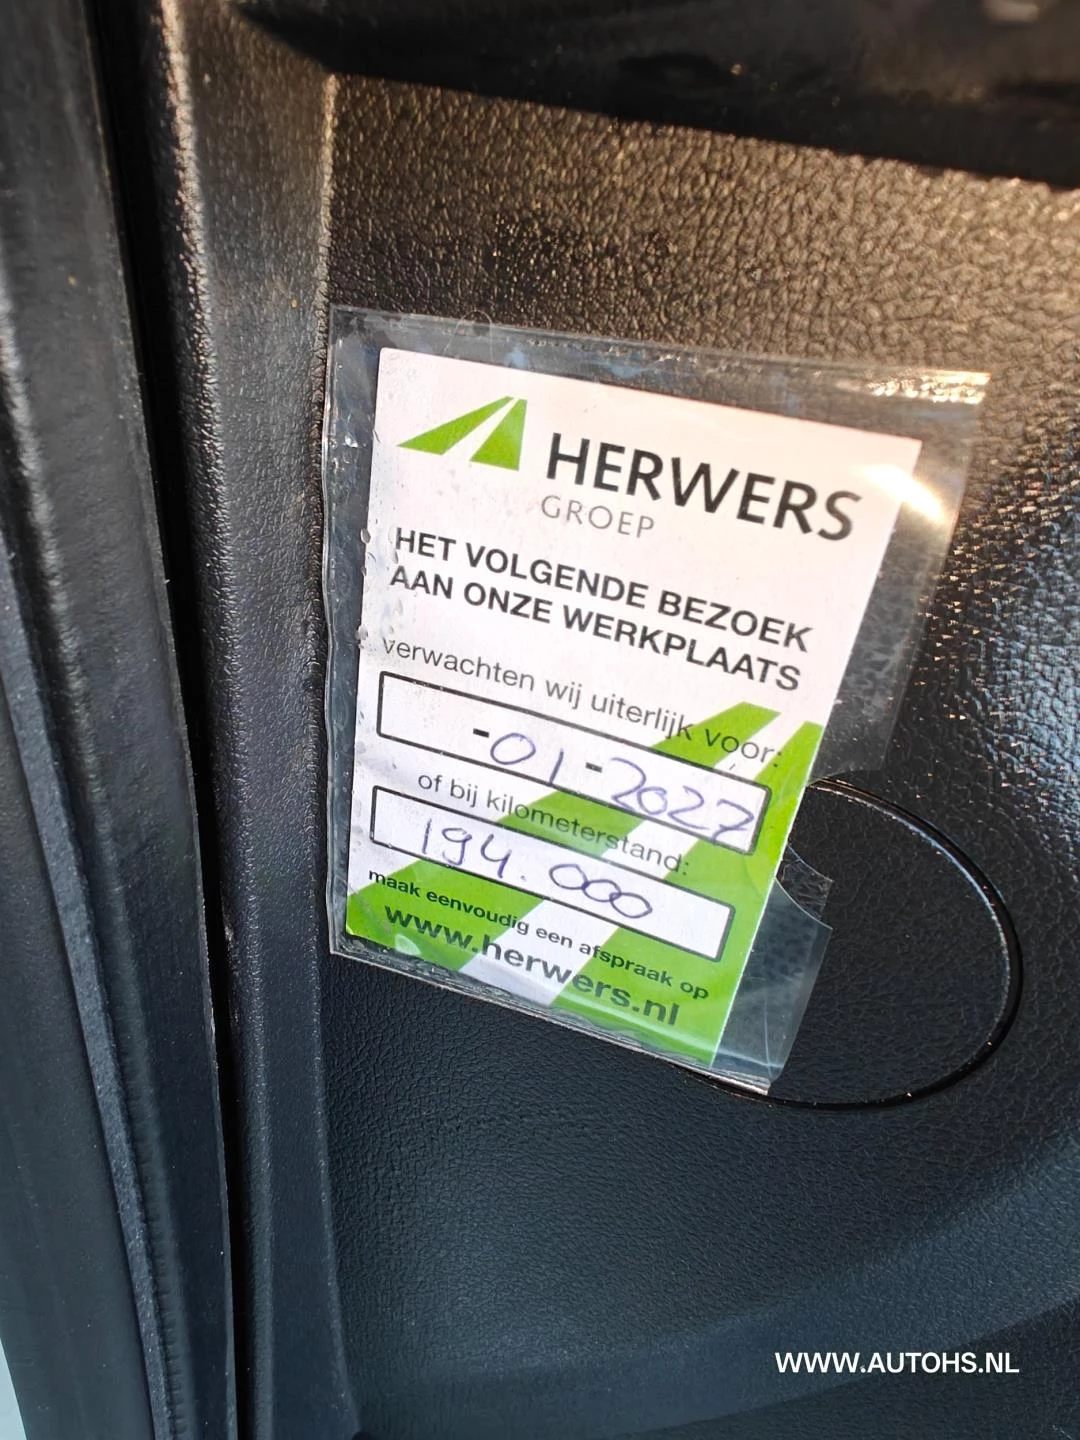 HERWERS
GROEP
HET VOLGENDE BEZOEK
AAN ONZE WERKPLAATS
verwachten wij uiterlijk voor:
-01-2027
of bij kilometerstand:
194.000
maak eenvoudig een afspraak op
www.herwers.nl
WWW.AUTOHS.NL